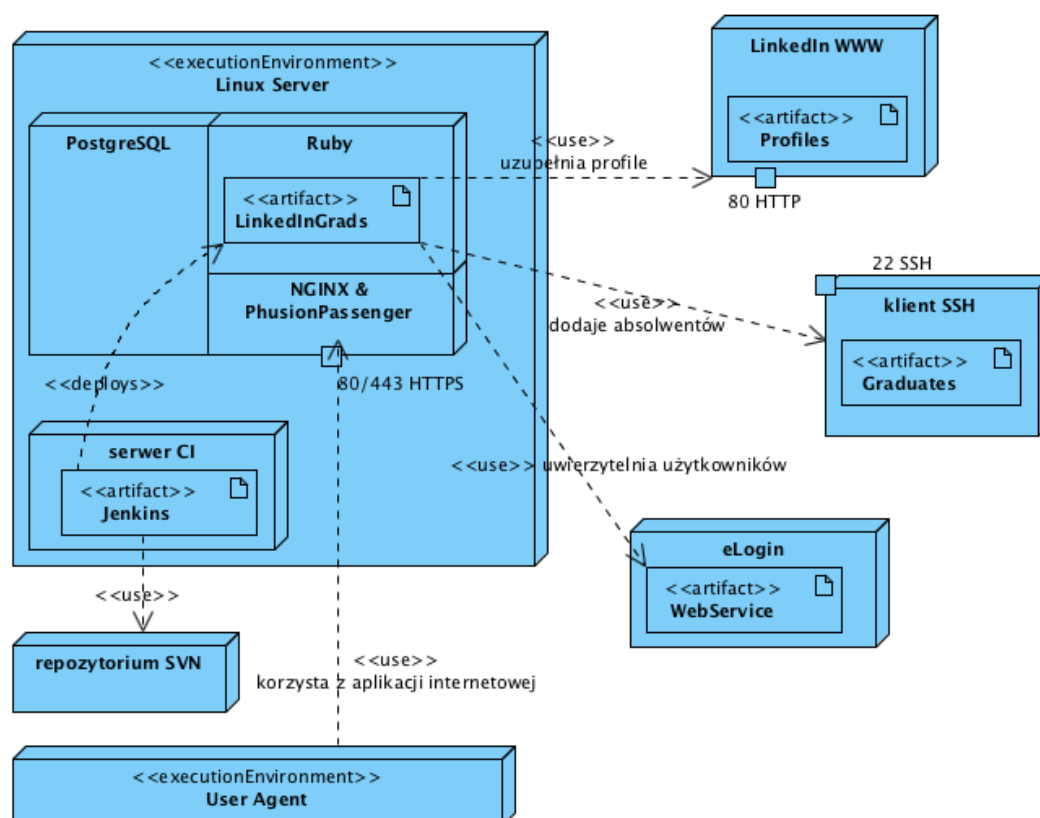 <<executionEnvironment>>
Linux Server
PostgreSQL
Ruby
<<artifact>>
LinkedInGrads
NGINX &
PhusionPassenger
80/443 HTTPS
<<deploys>>
serwer CI
<<artifact>>
Jenkins
<<use>>
repozytorium SVN
<<use>>
uzupełnia profile
LinkedIn WWW
<<artifact>>
Profiles
80 HTTP
22 SSH
klient SSH
<<artifact>>
Graduates
<<use>>
dodaje absolwentów
<<use>> uwierzytelnia użytkowników
eLogin
<<artifact>>
WebService
<<use>>
korzysta z aplikacji internetowej
<<executionEnvironment>>
User Agent